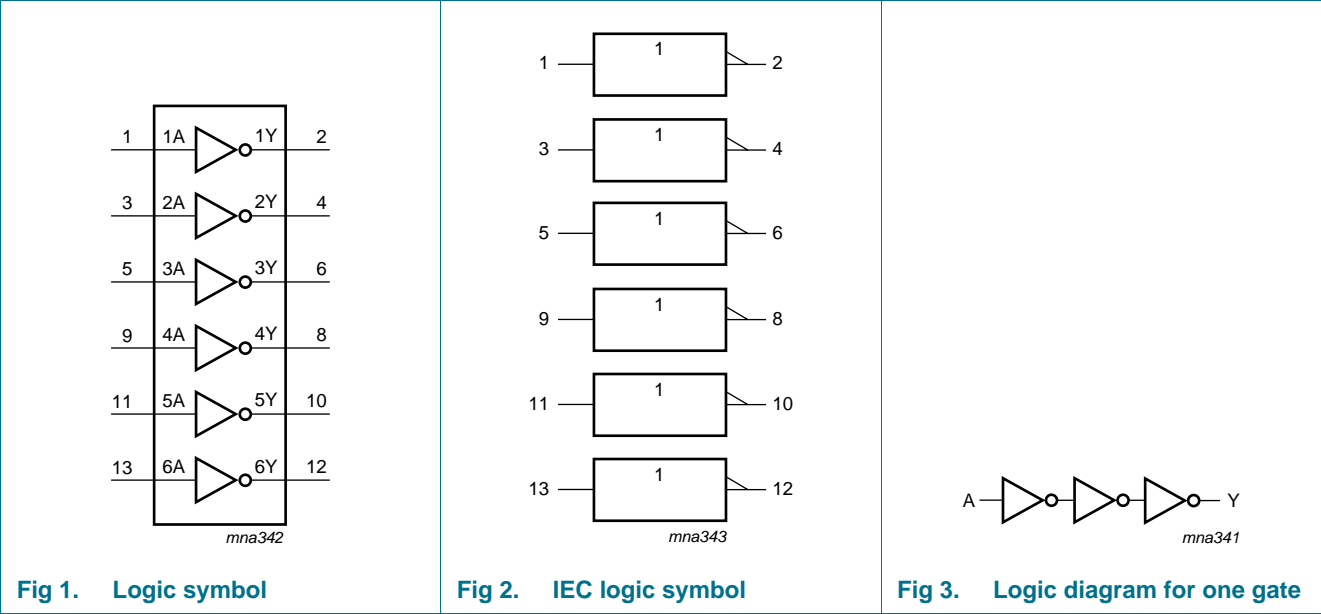 1 1A 1Y 2
3 2A 2Y 4
5 3A 3Y 6
9 4A 4Y 8
11 5A 5Y 10
13 6A 6Y 12
mna342
Fig 1. Logic symbol
1 1 2
3 1 4
5 1 6
9 1 8
11 1 10
13 1 12
mna343
Fig 2. IEC logic symbol
A Y
mna341
Fig 3. Logic diagram for one gate